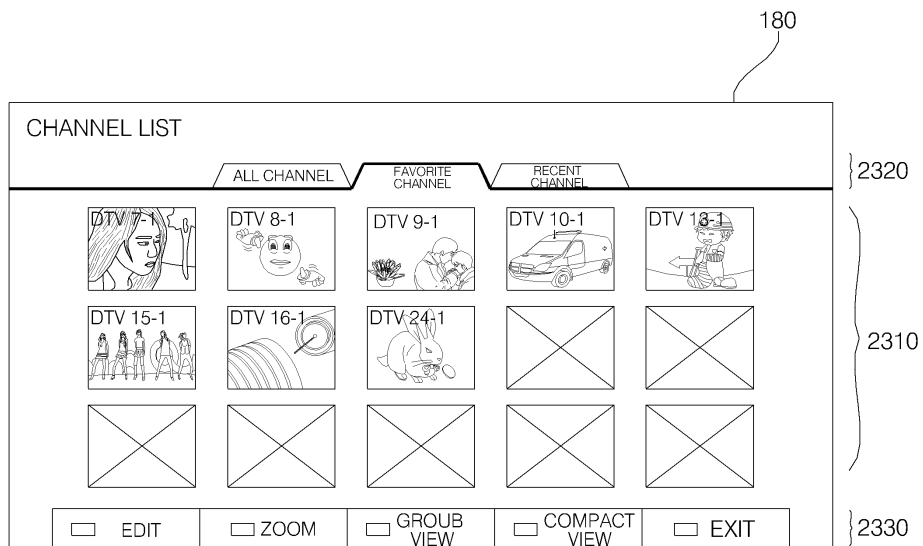 180
CHANNEL LIST
ALL CHANNEL
FAVORITE
CHANNEL
RECENT
CHANNEL
2320
DTV 7-1
DTV 8-1
DTV 9-1
DTV 10-1
DTV 13-1
DTV 15-1
DTV 16-1
DTV 24-1
2310
EDIT
ZOOM
GROUB
VIEW
COMPACT
VIEW
EXIT
2330